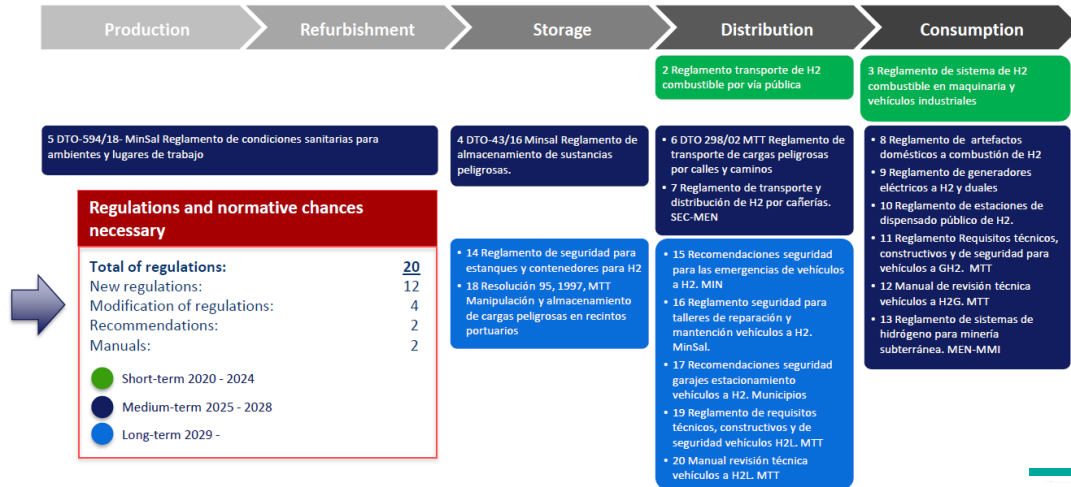 Production
Refurbishment
Storage
Distribution
Consumption
2 Reglamento transporte de H2
combustible por vía pública
3 Reglamento de sistema de H2
combustible en maquinaria y
vehículos industriales
5 DTO-594/18- MinSal Reglamento de condiciones sanitarias para
ambientes y lugares de trabajo
4 DTO-43/16 Minsal Reglamento de
almacenamiento de sustancias
peligrosas.
• 6 DTO 298/02 MTT Reglamento de
transporte de cargas peligrosas
por calles y caminos
• 7 Reglamento de transporte y
distribución de H2 por cañerías.
SEC-MEN
• 8 Reglamento de artefactos
domésticos a combustión de H2
• 9 Reglamento de generadores
eléctricos a H2 y duales
• 10 Reglamento de estaciones de
dispensado público de H2.
• 11 Reglamento Requisitos técnicos,
constructivos y de seguridad para
vehículos a GH2. MTT
• 12 Manual de revisión técnica
vehículos a H2G. MTT
• 13 Reglamento de sistemas de
hidrógeno para minería
subterránea. MEN-MMI
Regulations and normative chances
necessary
Total of regulations: 20
New regulations: 12
Modification of regulations: 4
Recommendations: 2
Manuals: 2
Short-term 2020 - 2024
Medium-term 2025 - 2028
Long-term 2029 -
• 14 Reglamento de seguridad para
estanques y contenedores para H2
• 18 Resolución 95, 1997, MTT
Manipulación y almacenamiento
de cargas peligrosas en recintos
portuarios
• 15 Recomendaciones seguridad
para las emergencias de vehículos
a H2. MIN
• 16 Reglamento seguridad para
talleres de reparación y
mantención vehículos a H2.
MinSal.
• 17 Recomendaciones seguridad
garajes estacionamiento
vehículos a H2. Municipios
• 19 Reglamento de requisitos
técnicos, constructivos y de
seguridad vehículos H2L. MTT
• 20 Manual revisión técnica
vehículos a H2L. MTT